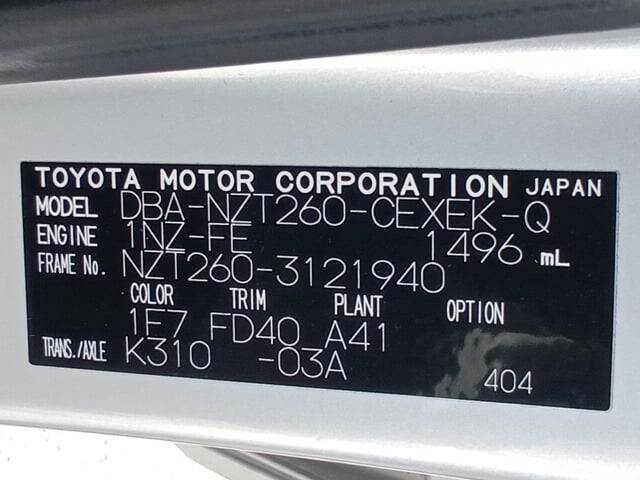 TOYOTA MOTOR CORPORATION JAPAN
MODEL DBA-NZT260-CEXEK-Q
ENGINE 1NZ-FE 1496 mL
FRAME No. NZT260-3121940
COLOR TRIM PLANT OPTION
1E7 FD40 A41
TRANS./AXLE K310 -03A 404